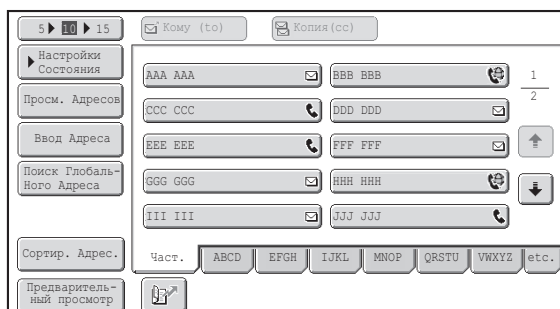 5 10 15
Кому (to)
Копия(cc)
Настройки
Состояния
Просм. Адресов
Ввод Адреса
Поиск Глобаль-
Ного Адреса
Сортир. Адрес.
Предваритель-
ный просмотр
AAA AAA
BBB BBB
CCC CCC
DDD DDD
EEE EEE
FFF FFF
GGG GGG
HHH HHH
III III
JJJ JJJ
1
2
Част.
ABCD
EFGH
IJKL
MNOP
QRSTU
VWXYZ
etc.